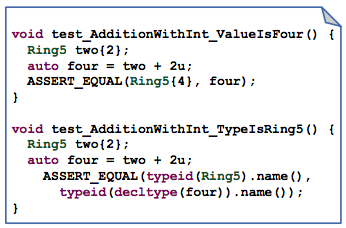 void test_AdditionWithInt_ValueIsFour() {
  Ring5 two{2};
  auto four = two + 2u;
  ASSERT_EQUAL(Ring5{4}, four);
}
void test_AdditionWithInt_TypeIsRing5() {
  Ring5 two{2};
  auto four = two + 2u;
    ASSERT_EQUAL(typeid(Ring5).name(),
      typeid(decltype(four)).name());
}